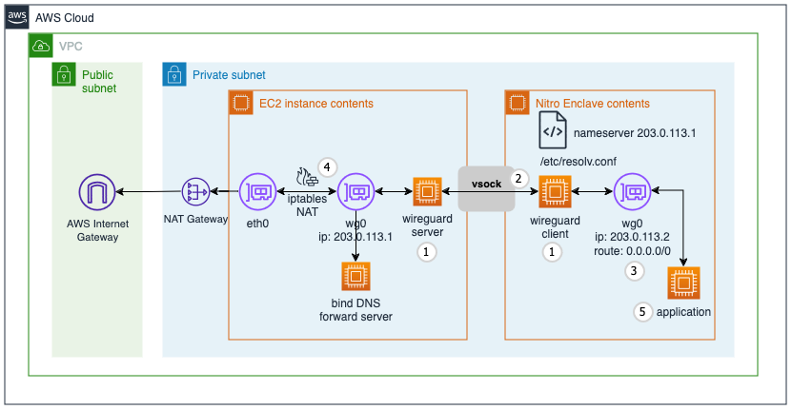 aws
AWS Cloud
VPC
Public
subnet
Private subnet
EC2 instance contents
Nitro Enclave contents
nameserver 203.0.113.1
/etc/resolv.conf
4
vsock
2
iptables
NAT
AWS Internet
Gateway
NAT Gateway
eth0
wg0
ip: 203.0.113.1
wireguard
server
1
wireguard
client
1
wg0
ip: 203.0.113.2
route: 0.0.0.0/0
3
bind DNS
forward server
5
application